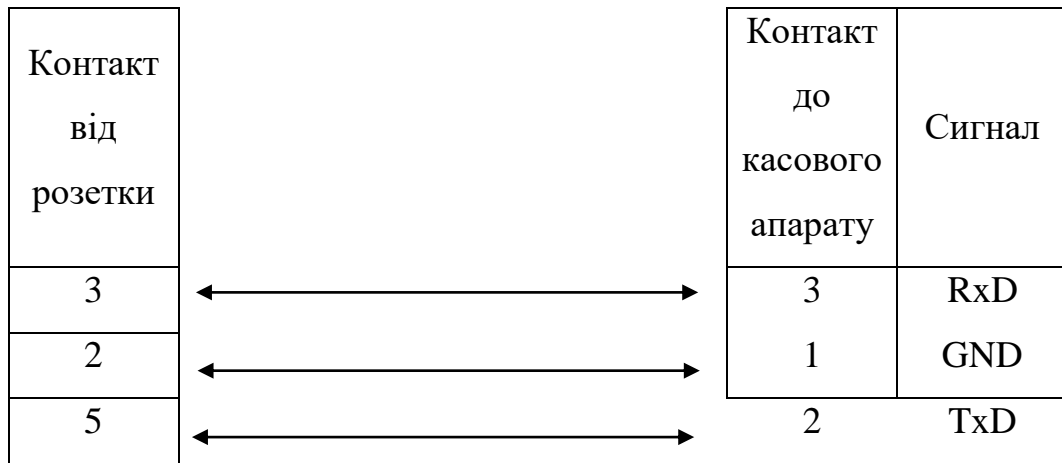 Контакт
від
розетки
Контакт
до
касового
апарату
Сигнал
3 3 RxD
2 1 GND
5 2 TxD